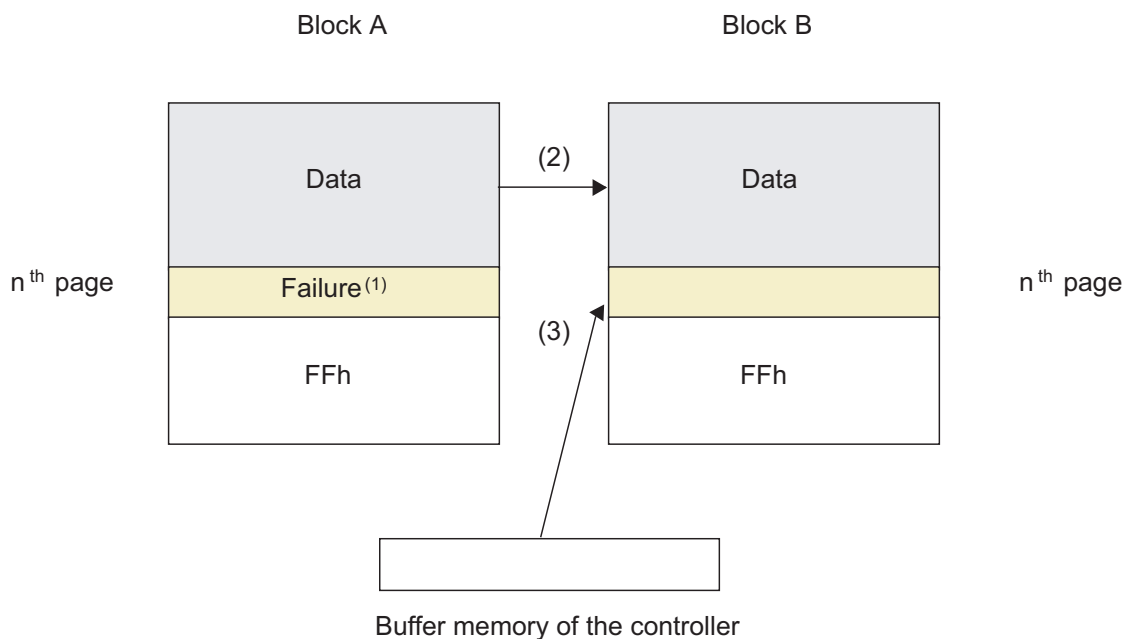 Block A
Block B
Data
(2)
Data
n th page
Failure (1)
n th page
(3)
FFh
FFh
Buffer memory of the controller